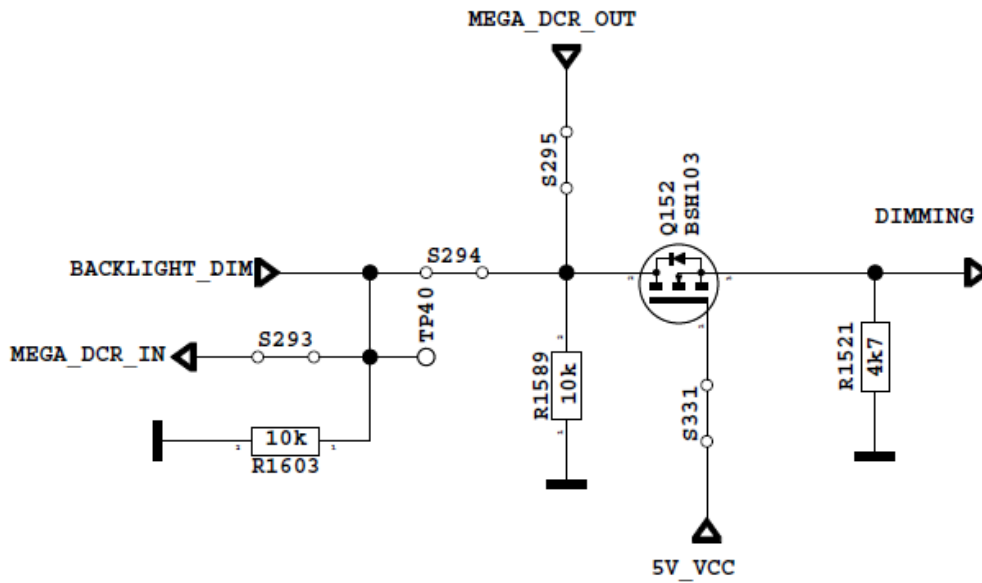 MEGA_DCR_OUT
S295
Q152
BSH103
DIMMING
BACKLIGHT_DIM
S294
TP40
MEGA_DCR_IN
S293
R1589
10k
S331
R1521
4k7
10k
R1603
5V_VCC